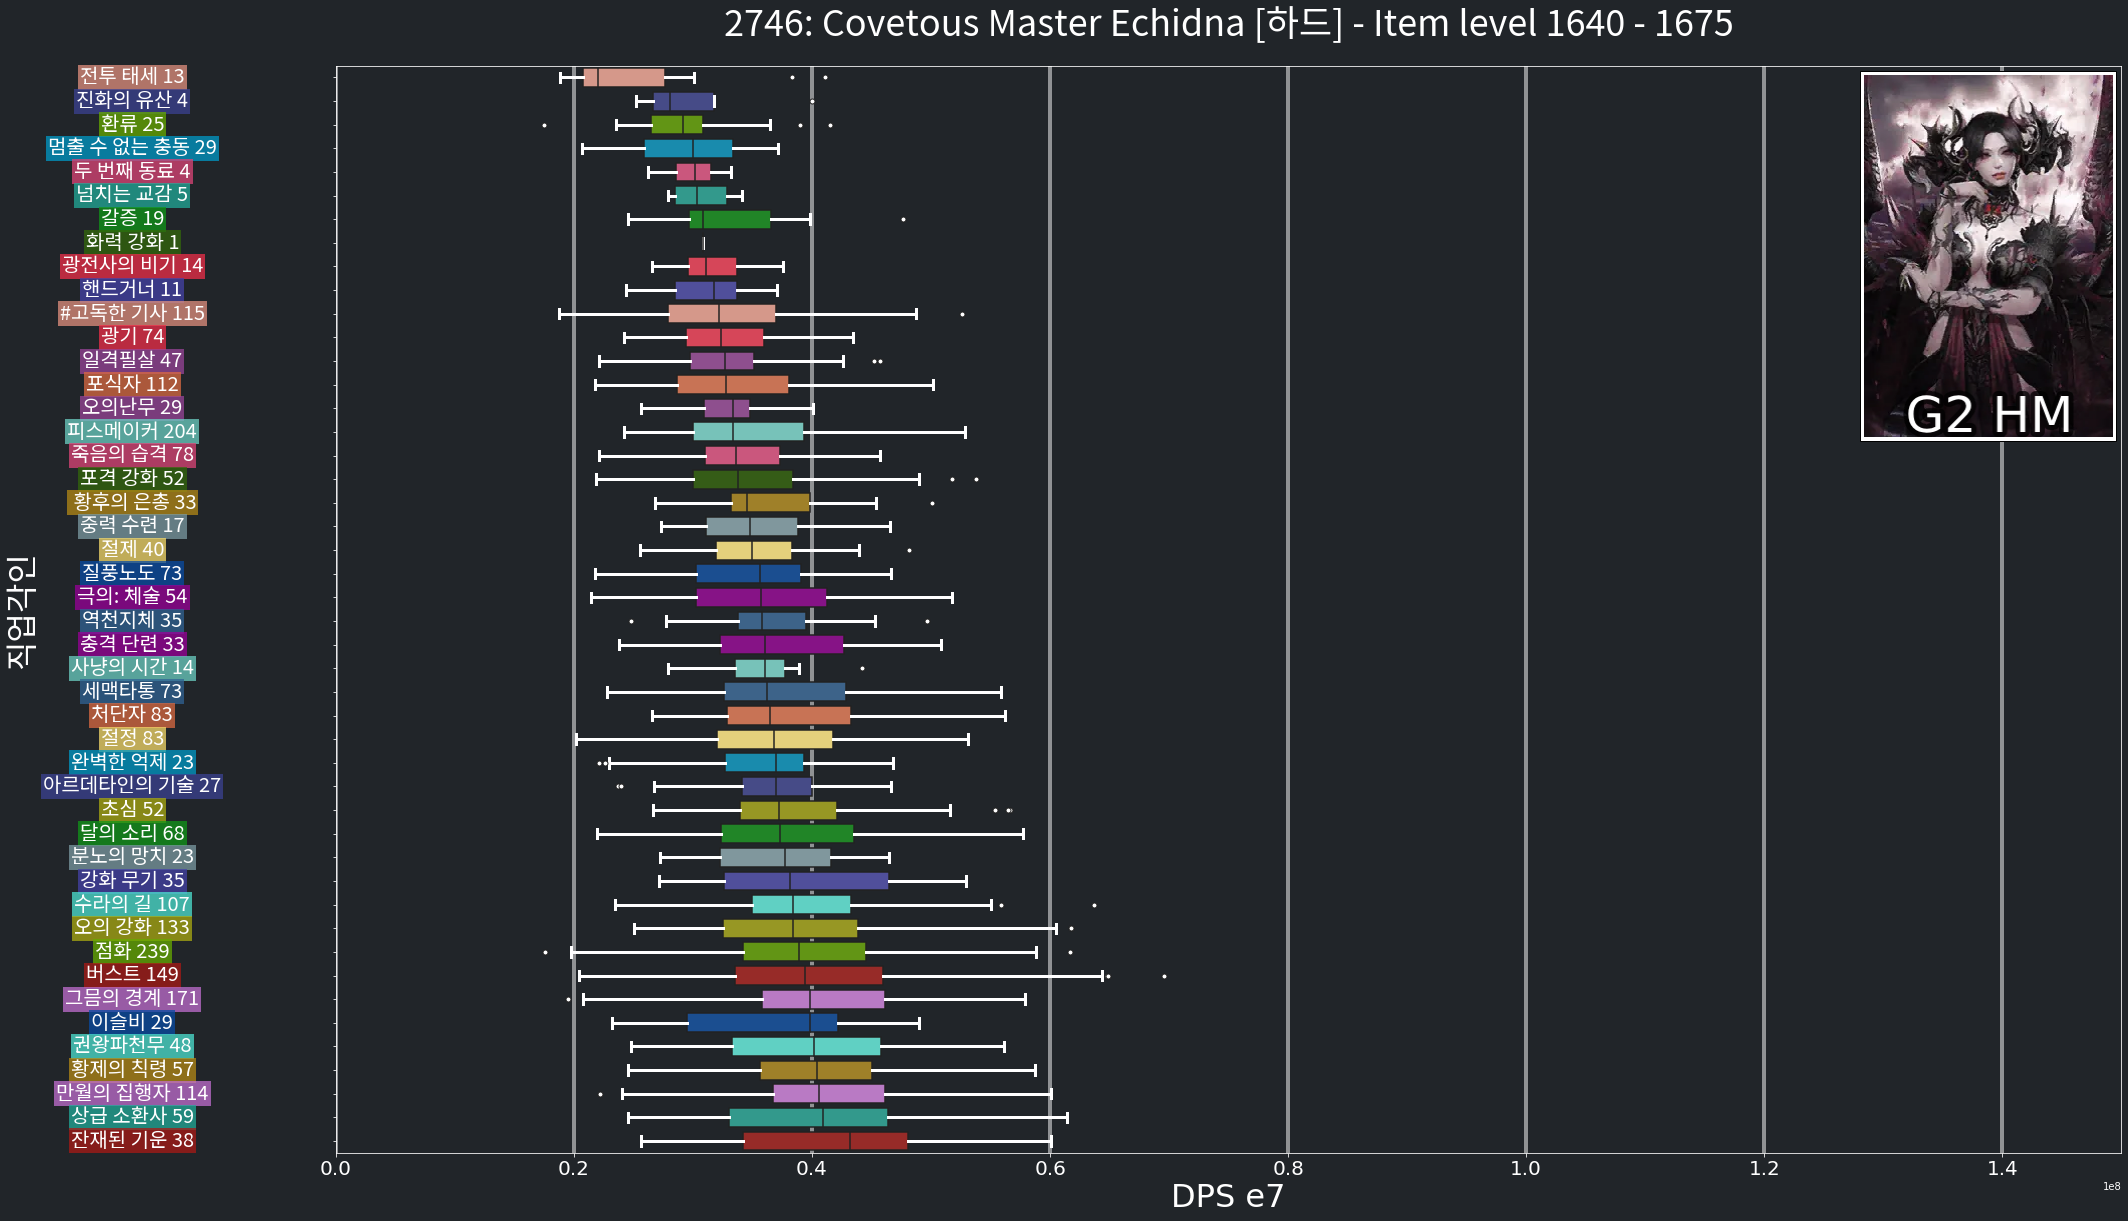 2746: Covetous Master Echidna [하드] - Item level 1640 - 1675
전투 태세 13
진화의 유산 4
환류 25
멈출 수 없는 충동 29
두 번째 동료 4
넘치는 교감 5
갈증 19
화력 강화 1
광전사의 비기 14
핸드거너 11
#고독한 기사 115
광기 74
일격필살 47
포식자 112
오의난무 29
피스메이커 204
죽음의 습격 78
포격 강화 52
황후의 은총 33
중력 수련 17
절제 40
질풍노도 73
극의: 체술 54
역천지체 35
충격 단련 33
사냥의 시간 14
세맥타통 73
처단자 83
절정 83
완벽한 억제 23
아르데타인의 기술 27
초심 52
달의 소리 68
분노의 망치 23
강화 무기 35
수라의 길 107
오의 강화 133
점화 239
버스트 149
그믐의 경계 171
이슬비 29
권왕파천무 48
황제의 칙령 57
만월의 집행자 114
상급 소환사 59
잔재된 기운 38
직업각인
G2 HM
0.0 0.2 0.4 0.6 0.8 1.0 1.2 1.4
DPS e7
1e8